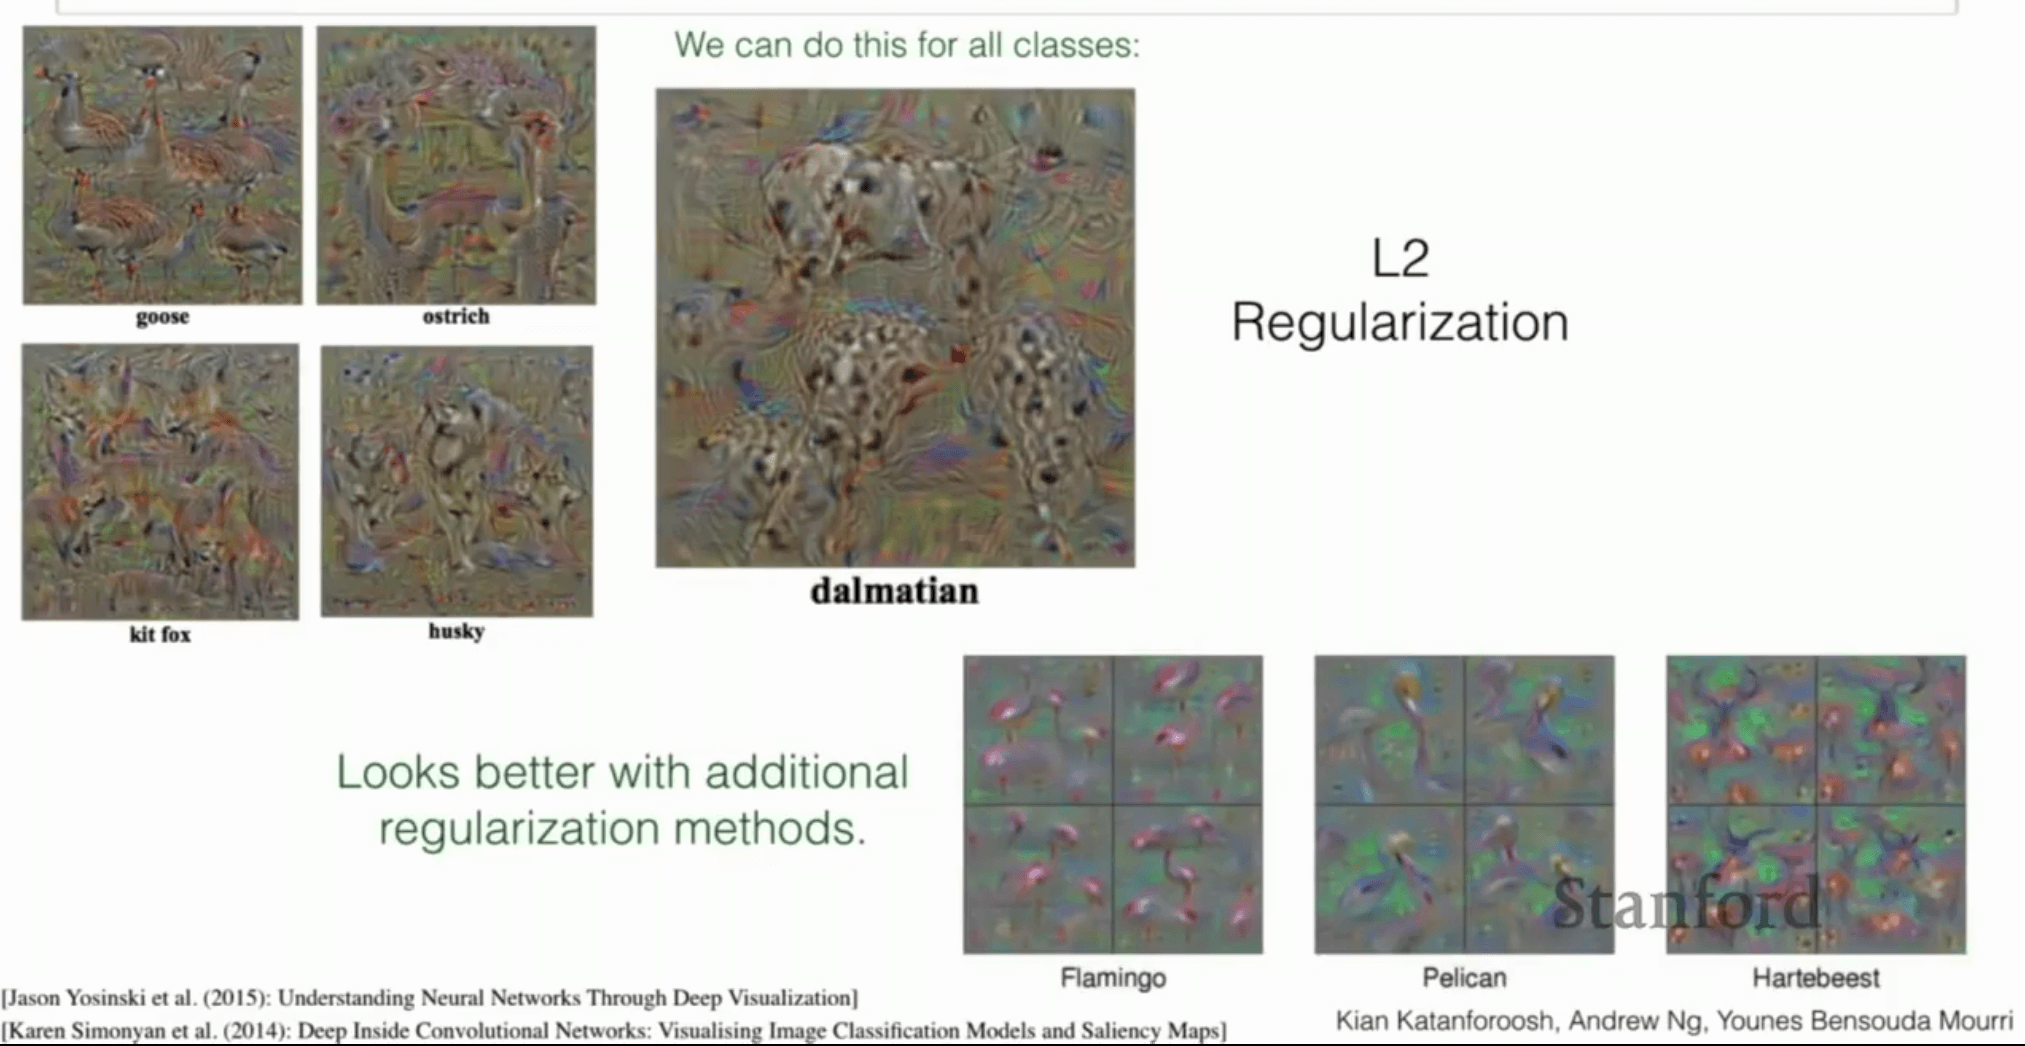 We can do this for all classes:
goose
ostrich
kit fox
husky
dalmatian
L2
Regularization
Looks better with additional
regularization methods.
Flamingo
Pelican
Hartebeest
Stanford
[Jason Yosinski et al. (2015): Understanding Neural Networks Through Deep Visualization]
[Karen Simonyan et al. (2014): Deep Inside Convolutional Networks: Visualising Image Classification Models and Saliency Maps]
Kian Katanforoosh, Andrew Ng, Younes Bensouda Mourri